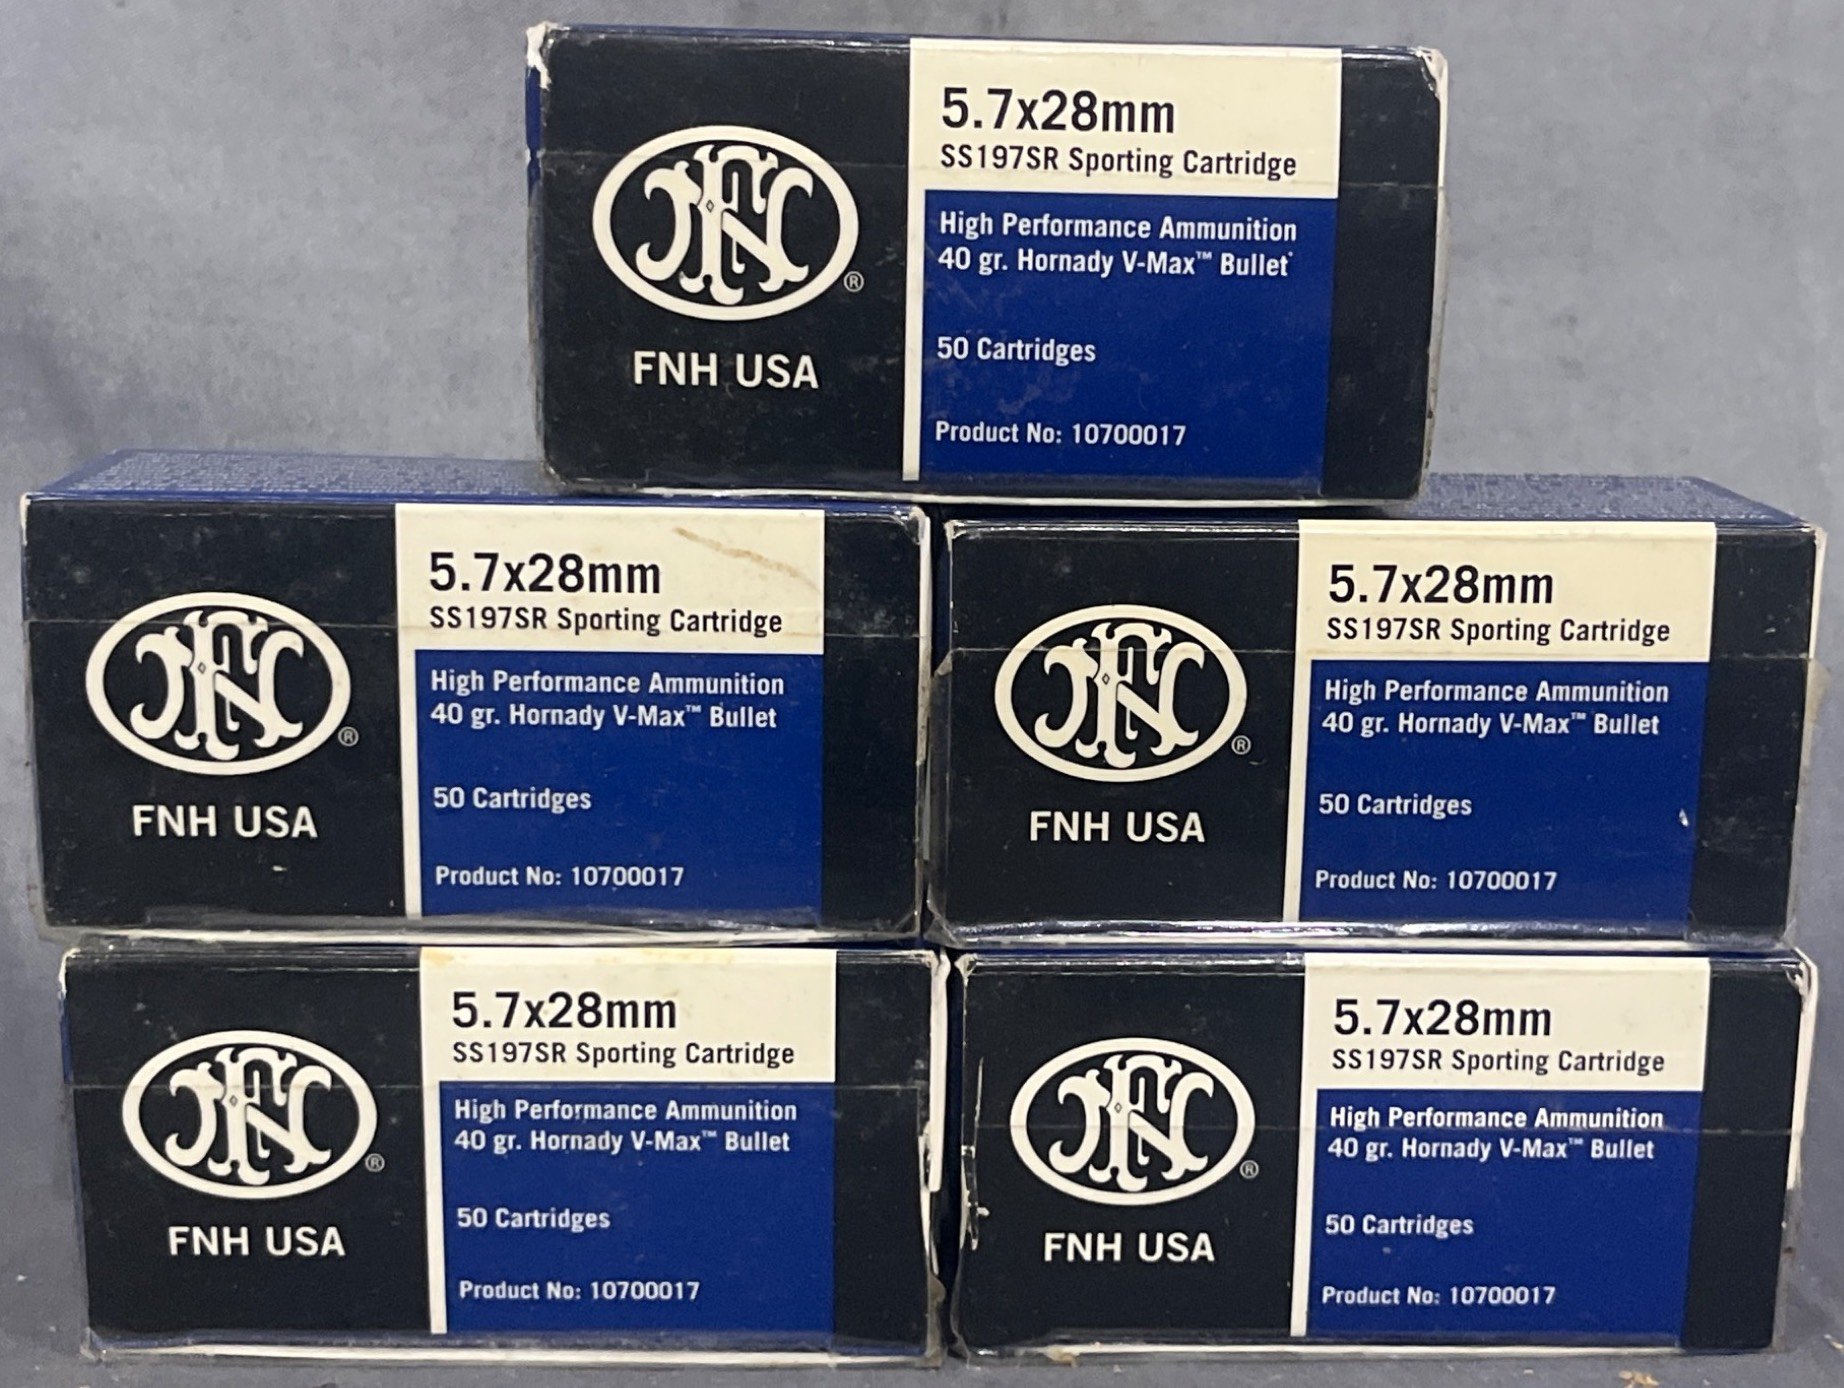 FN
®
FNH USA
5.7x28mm
SS197SR Sporting Cartridge
High Performance Ammunition
40 gr. Hornady V-Max™ Bullet
50 Cartridges
Product No: 10700017
FN
®
FNH USA
5.7x28mm
SS197SR Sporting Cartridge
High Performance Ammunition
40 gr. Hornady V-Max™ Bullet
50 Cartridges
Product No: 10700017
FN
®
FNH USA
5.7x28mm
SS197SR Sporting Cartridge
High Performance Ammunition
40 gr. Hornady V-Max™ Bullet
50 Cartridges
Product No: 10700017
FN
®
FNH USA
5.7x28mm
SS197SR Sporting Cartridge
High Performance Ammunition
40 gr. Hornady V-Max™ Bullet
50 Cartridges
Product No: 10700017
FN
®
FNH USA
5.7x28mm
SS197SR Sporting Cartridge
High Performance Ammunition
40 gr. Hornady V-Max™ Bullet
50 Cartridges
Product No: 10700017